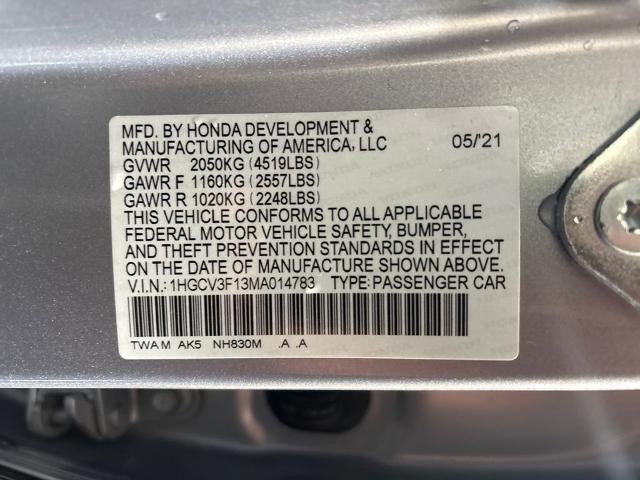 MFD. BY HONDA DEVELOPMENT &
MANUFACTURING OF AMERICA, LLC 05/'21
GVWR 2050KG (4519LBS)
GAWR F 1160KG (2557LBS)
GAWR R 1020KG (2248LBS)
THIS VEHICLE CONFORMS TO ALL APPLICABLE
FEDERAL MOTOR VEHICLE SAFETY, BUMPER,
AND THEFT PREVENTION STANDARDS IN EFFECT
ON THE DATE OF MANUFACTURE SHOWN ABOVE.
V.I.N.: 1HGCV3F13MA014783 TYPE: PASSENGER CAR
TWA M AK5 NH830M .A .A